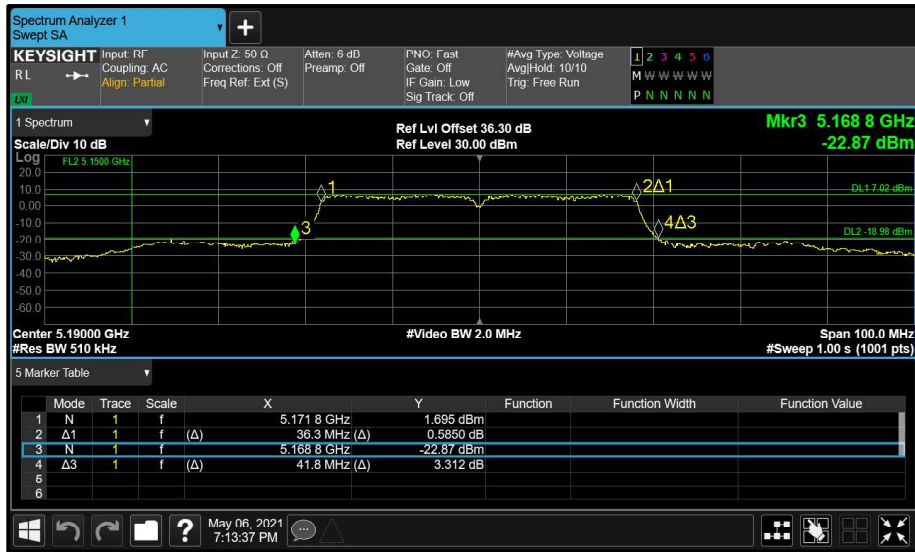 Spectrum Analyzer 1
Swept SA
+
KEYSIGHT Input: RF Input Z: 50 Ω Atten: 6 dB PNO: Fast #Avg Type: Voltage 1 2 3 4 5 6
RL Coupling: AC Corrections: Off Preamp: Off Gate: Off Avg|Hold: 10/10 M W W W W W
Align: Partial Freq Ref: Ext (S) IF Gain: Low Trig: Free Run P N N N N N
LXI Sig Track: Off
1 Spectrum Ref Lvl Offset 36.30 dB Mkr3 5.168 8 GHz
Scale/Div 10 dB Ref Level 30.00 dBm -22.87 dBm
Log FL2 5.1500 GHz
20.0
10.0 1 2Δ1 DL1 7.02 dBm
0.00
-10.0 3 4Δ3
-20.0 DL2 -18.98 dBm
-30.0
-40.0
-50.0
-60.0
Center 5.19000 GHz #Video BW 2.0 MHz Span 100.0 MHz
#Res BW 510 kHz #Sweep 1.00 s (1001 pts)
5 Marker Table
Mode Trace Scale X Y Function Function Width Function Value
1 N 1 f 5.171 8 GHz 1.695 dBm
2 Δ1 1 f (Δ) 36.3 MHz (Δ) 0.5850 dB
3 N 1 f 5.168 8 GHz -22.87 dBm
4 Δ3 1 f (Δ) 41.8 MHz (Δ) 3.312 dB
5
6
? May 06, 2021
7:13:37 PM